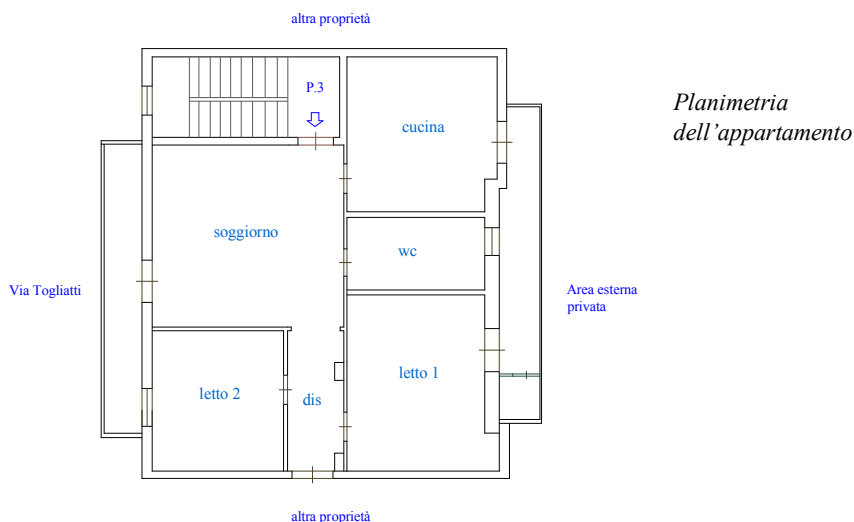 altra proprietà
P.3
Planimetria
dell'appartamento
cucina
soggiorno
wc
Via Togliatti
Area esterna
privata
letto 2
dis
letto 1
altra proprietà